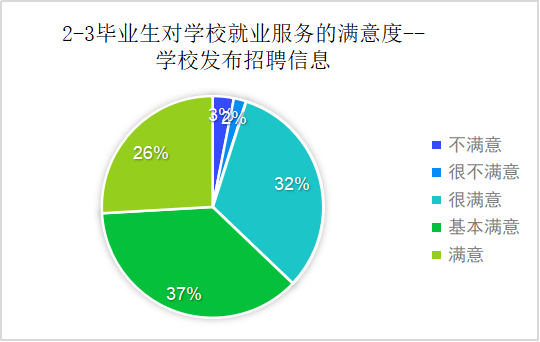 2-3毕业生对学校就业服务的满意度--
学校发布招聘信息
3%
2%
26%
32%
37%
不满意
很不满意
很满意
基本满意
满意